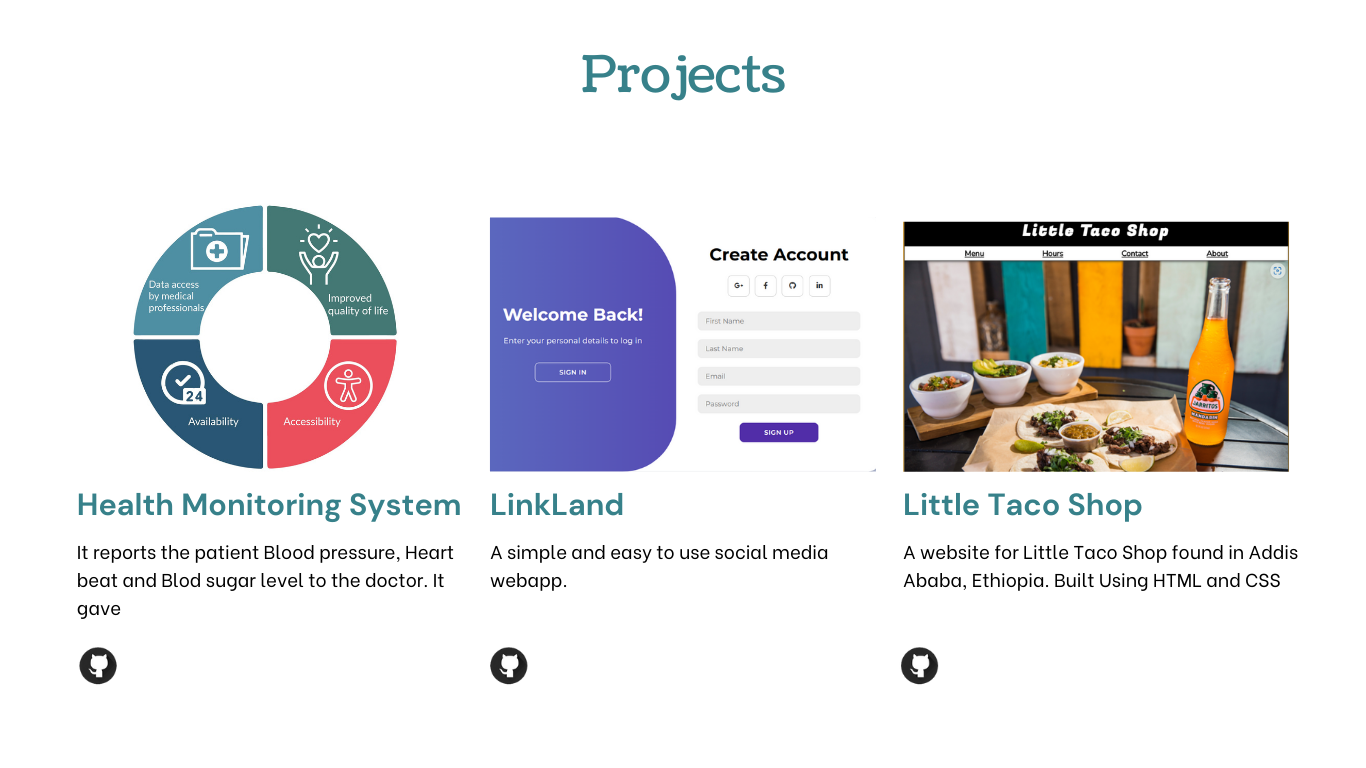 Projects
Data access
by medical
professionals
Improved
quality of life
24
Availability
Accessibility
Welcome Back!
Enter your personal details to log in
SIGN IN
Create Account
G+ f in
First Name
Last Name
Email
Password
SIGN UP
Little Taco Shop
Menu Hours Contact About
JARRITOS
MANDARIN
Health Monitoring System
It reports the patient Blood pressure, Heart
beat and Blod sugar level to the doctor. It
gave
LinkLand
A simple and easy to use social media
webapp.
Little Taco Shop
A website for Little Taco Shop found in Addis
Ababa, Ethiopia. Built Using HTML and CSS